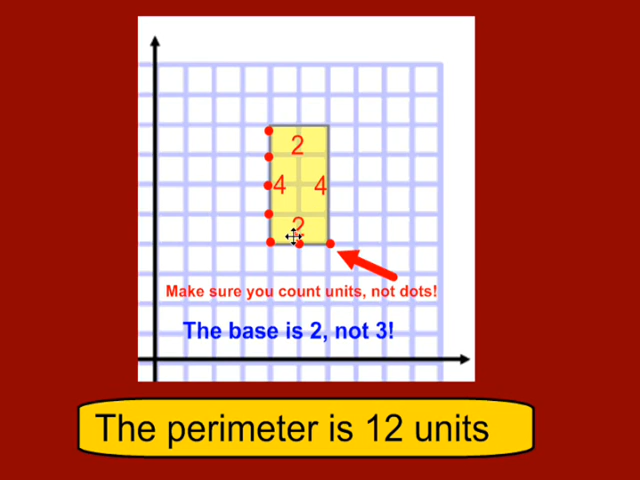 2
4 4
2
Make sure you count units, not dots!
The base is 2, not 3!
The perimeter is 12 units